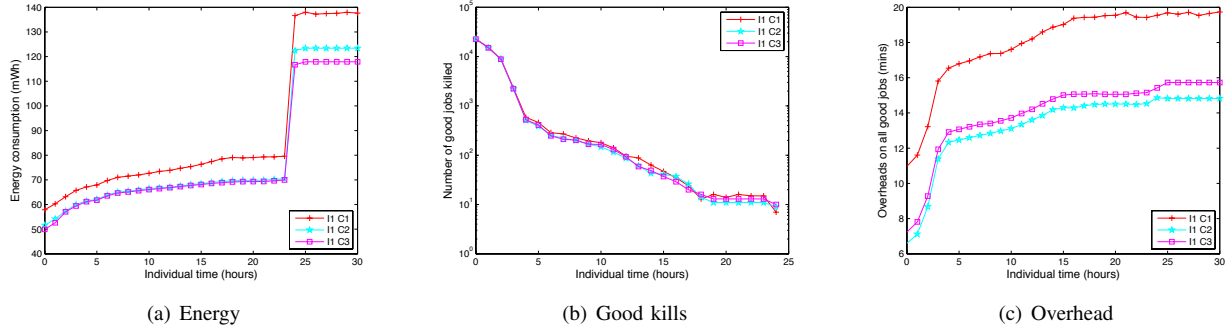 140
130
120
110
100
90
80
70
60
50
40
0
5
10
15
20
25
30
Energy consumption (mWh)
Individual time (hours)
I1 C1
I1 C2
I1 C3
(a) Energy
10^5
10^4
10^3
10^2
10^1
10^0
0
5
10
15
20
25
Number of good jobs killed
Individual time (hours)
I1 C1
I1 C2
I1 C3
(b) Good kills
20
18
16
14
12
10
8
6
0
5
10
15
20
25
30
Overheads on all good jobs (mins)
Individual time (hours)
I1 C1
I1 C2
I1 C3
(c) Overhead